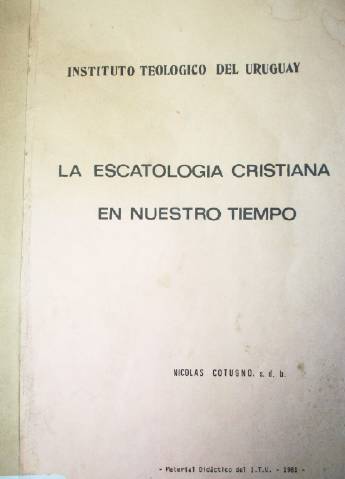 INSTITUTO TEOLOGICO DEL URUGUAY
LA ESCATOLOGIA CRISTIANA
EN NUESTRO TIEMPO
NICOLAS COTUGNO, s. d. b.
- Material Didáctico del I.T.U. - 1981 -